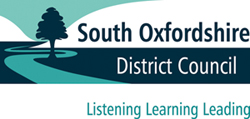 South Oxfordshire
District Council
Listening Learning Leading